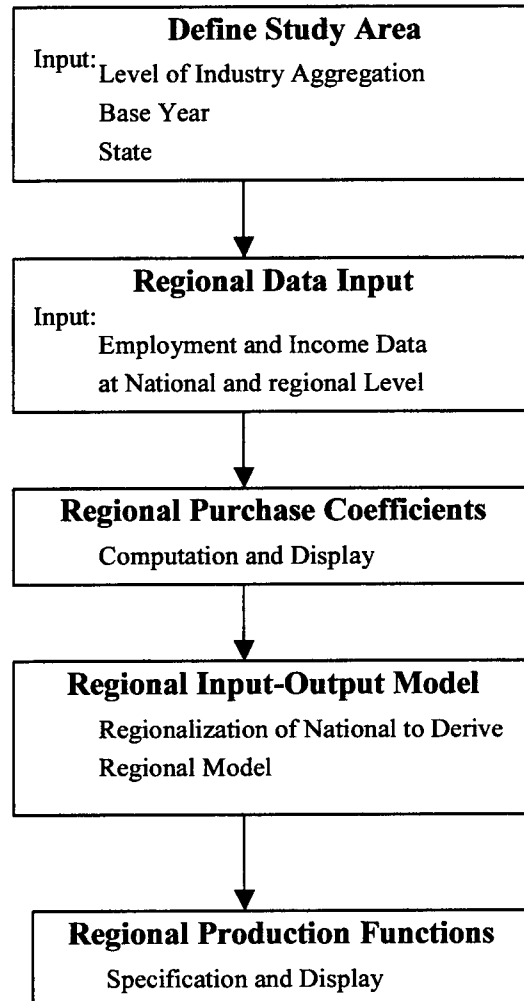 Define Study Area
Input:
Level of Industry Aggregation
Base Year
State
Regional Data Input
Input:
Employment and Income Data
at National and regional Level
Regional Purchase Coefficients
Computation and Display
Regional Input-Output Model
Regionalization of National to Derive
Regional Model
Regional Production Functions
Specification and Display